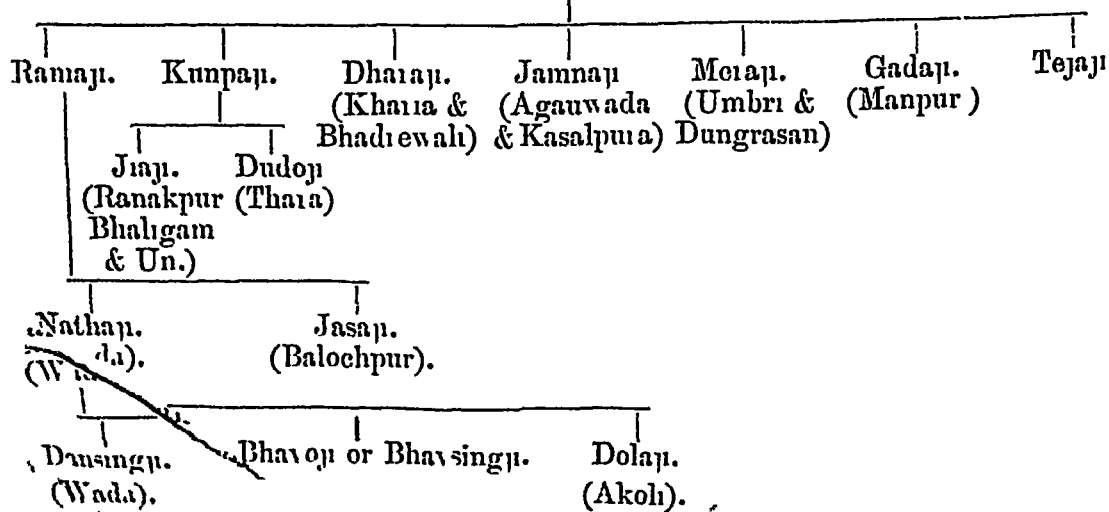 Ramaji. Kunpaji. Dharaji. Jamnaji Meraji. Gadaji. Tejaji
(Kharia & (Agauwada (Umbri & (Manpur)
Bhadrewali) & Kasalpura) Dungrasan)
Jiaji. Dudoji
(Ranakpur (Thara)
Bhaligam
& Un.)
Nathaji. Jasaji.
(Balochpur).
Dansingji. Bhavoji or Bhavsingji. Dolaji.
(Wada). (Akoli).